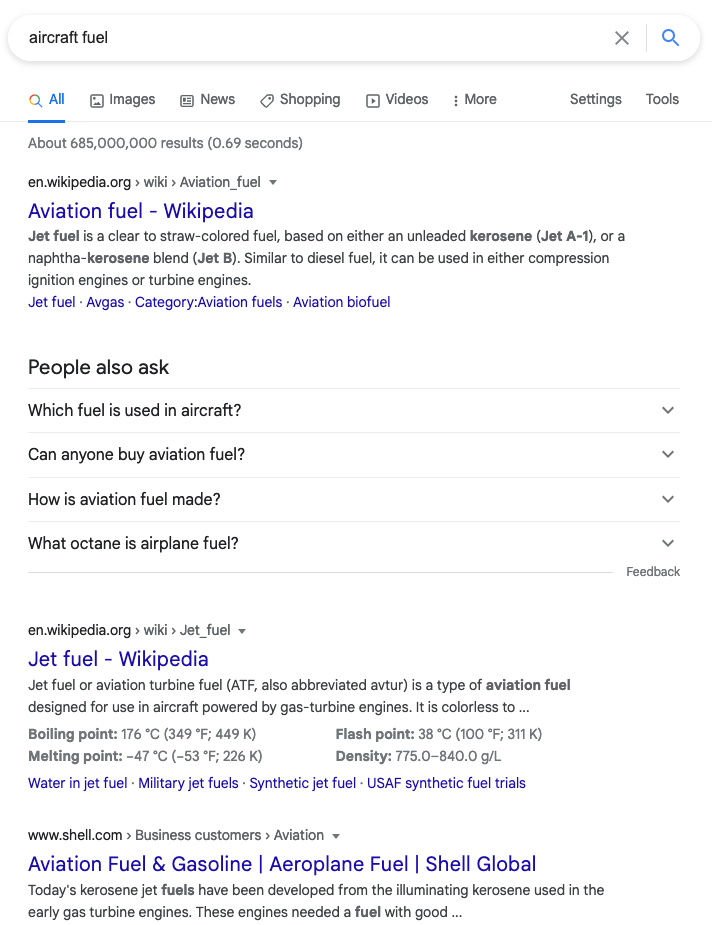 aircraft fuel
All Images News Shopping Videos More Settings Tools
About 685,000,000 results (0.69 seconds)
en.wikipedia.org › wiki › Aviation_fuel
Aviation fuel - Wikipedia
Jet fuel is a clear to straw-colored fuel, based on either an unleaded kerosene (Jet A-1), or a
naphtha-kerosene blend (Jet B). Similar to diesel fuel, it can be used in either compression
ignition engines or turbine engines.
Jet fuel · Avgas · Category:Aviation fuels · Aviation biofuel
People also ask
Which fuel is used in aircraft?
Can anyone buy aviation fuel?
How is aviation fuel made?
What octane is airplane fuel?
Feedback
en.wikipedia.org › wiki › Jet_fuel
Jet fuel - Wikipedia
Jet fuel or aviation turbine fuel (ATF, also abbreviated avtur) is a type of aviation fuel
designed for use in aircraft powered by gas-turbine engines. It is colorless to ...
Boiling point: 176 °C (349 °F; 449 K) Flash point: 38 °C (100 °F; 311 K)
Melting point: −47 °C (−53 °F; 226 K) Density: 775.0–840.0 g/L
Water in jet fuel · Military jet fuels · Synthetic jet fuel · USAF synthetic fuel trials
www.shell.com › Business customers › Aviation
Aviation Fuel & Gasoline | Aeroplane Fuel | Shell Global
Today's kerosene jet fuels have been developed from the illuminating kerosene used in the
early gas turbine engines. These engines needed a fuel with good ...